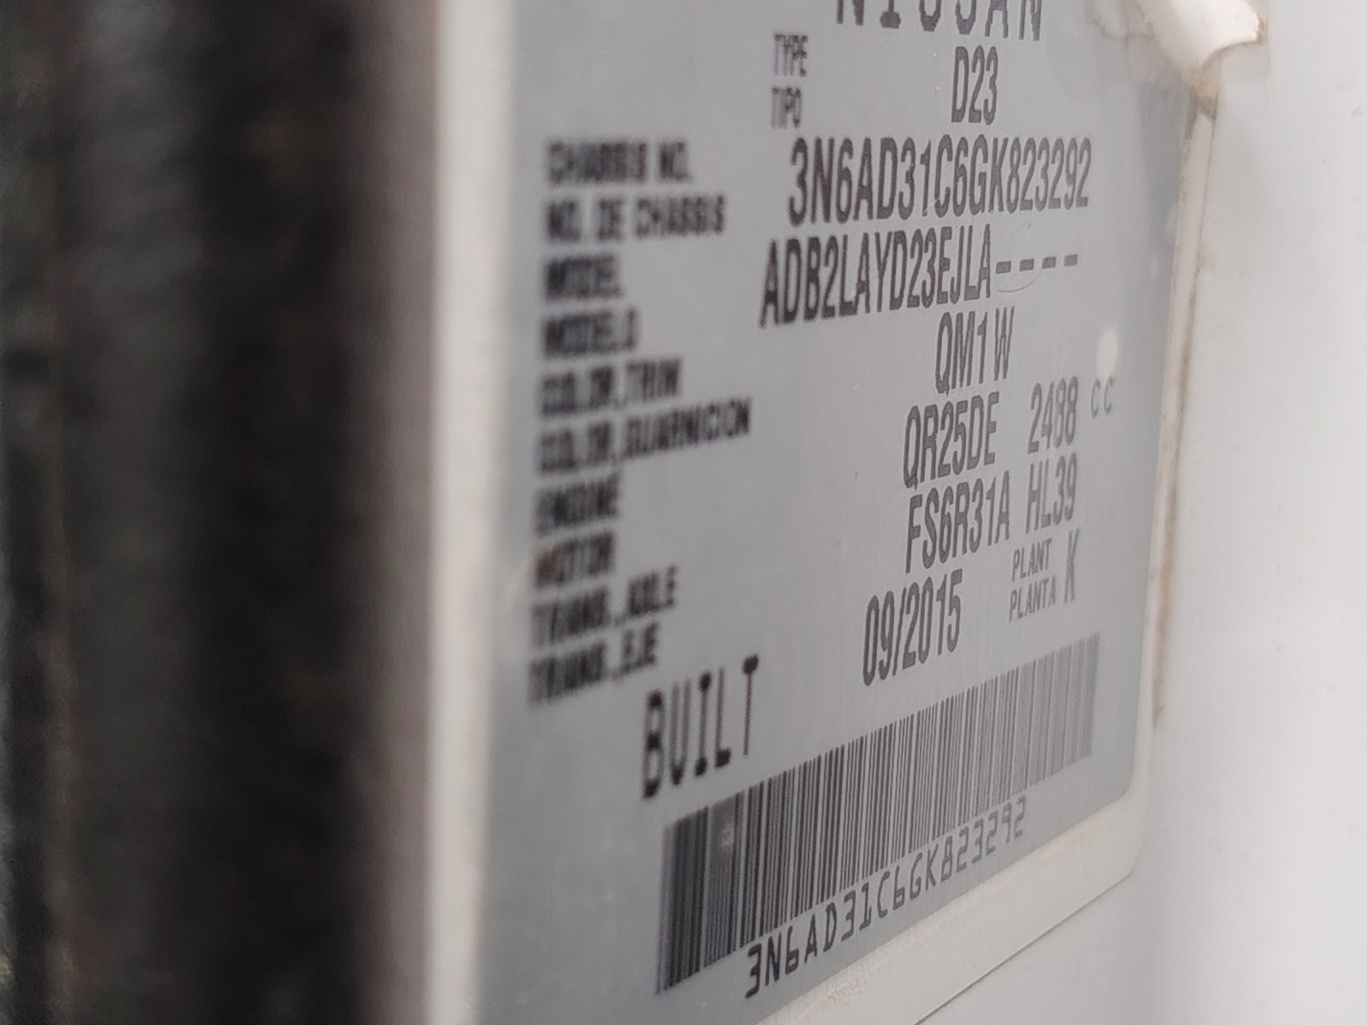 NISSAN
TYPE
TIPO D23
CHASSIS NO.
NO. DE CHASSIS 3N6AD31C6GK823292
MODEL
MODELO ADB2LAYD23EJLA----
COLOR,TRIM
COLOR,GUARNICION QM1W
ENGINE
MOTOR QR25DE 2488 CC
TRANS.,AXLE
TRANS.,EJE FS6R31A HL39
BUILT 09/2015 PLANT
PLANTA K
3N6AD31C6GK823292